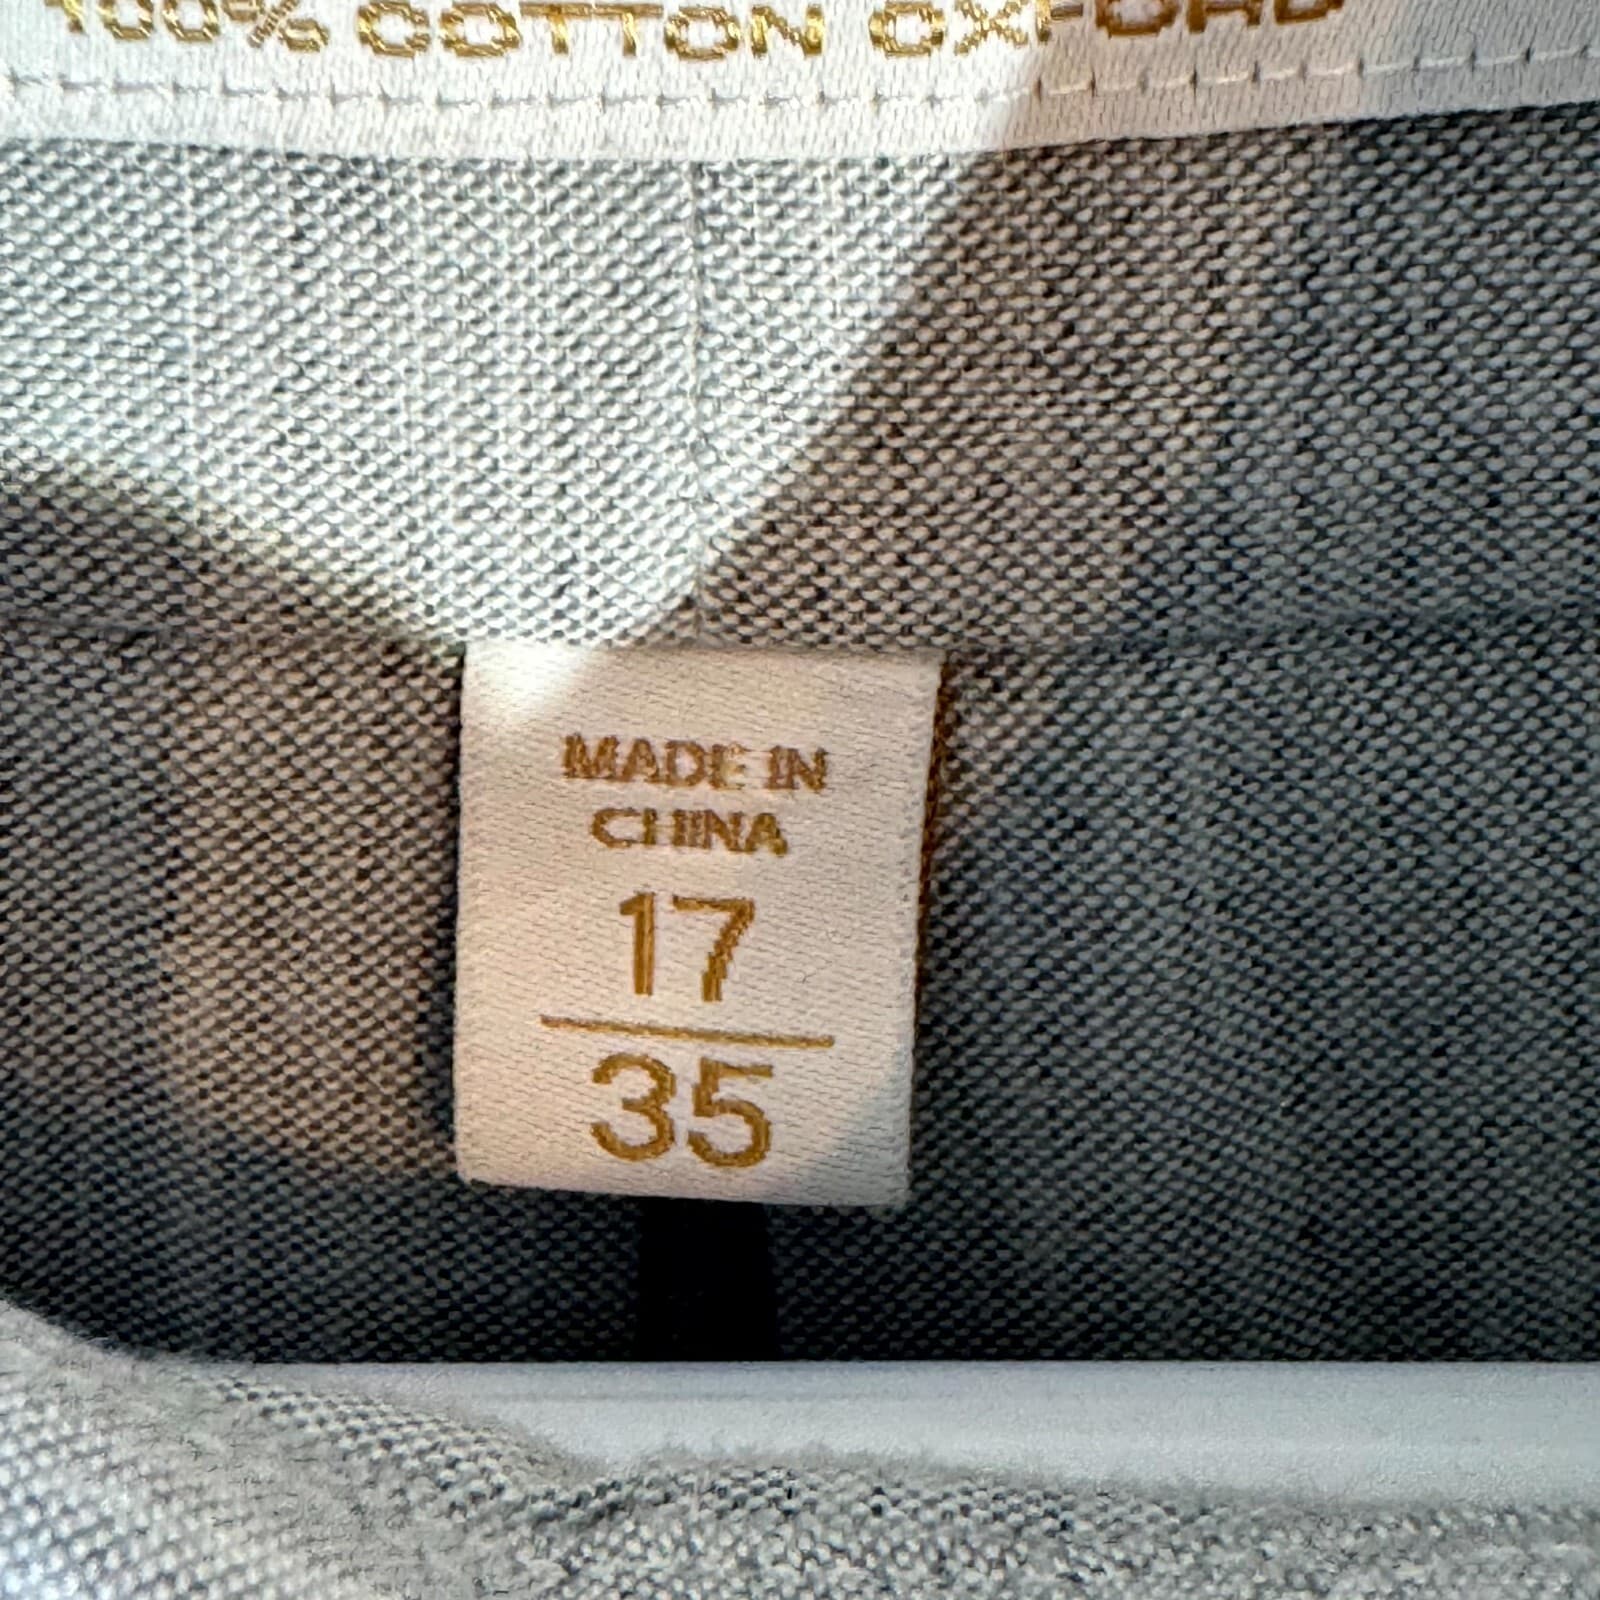 100% COTTON OXFORD
MADE IN
CHINA
17
35